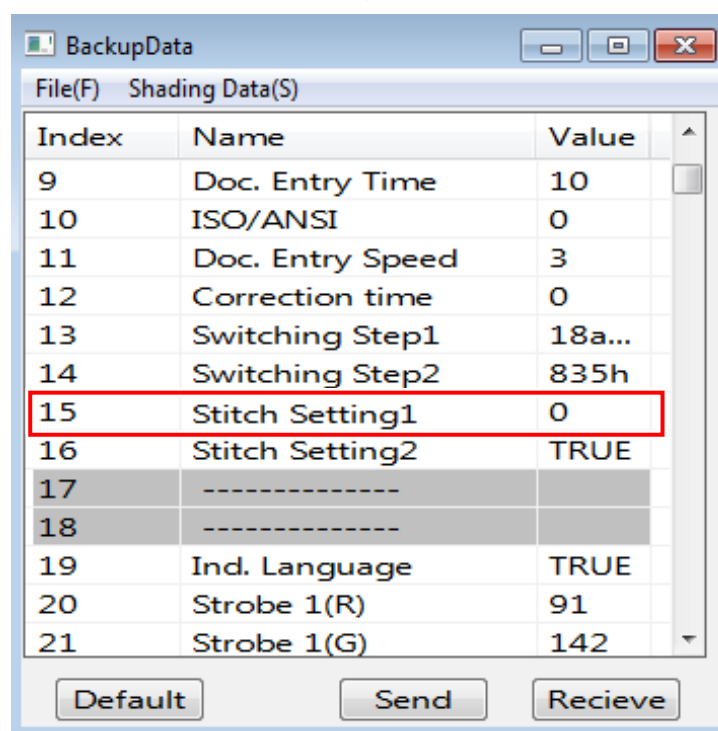 BackupData
File(F) Shading Data(S)
Index Name Value
9 Doc. Entry Time 10
10 ISO/ANSI 0
11 Doc. Entry Speed 3
12 Correction time 0
13 Switching Step1 18a...
14 Switching Step2 835h
15 Stitch Setting1 0
16 Stitch Setting2 TRUE
17 --------------
18 --------------
19 Ind. Language TRUE
20 Strobe 1(R) 91
21 Strobe 1(G) 142
Default Send Recieve